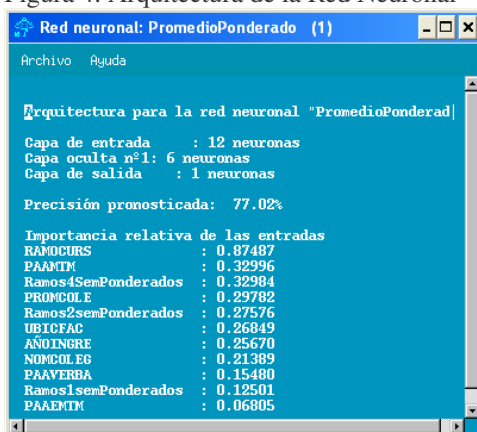 Figura 4. Arquitectura de la Red Neuronal
Red neuronal: PromedioPonderado (1)
Archivo Ayuda
Arquitectura para la red neuronal "PromedioPonderad
Capa de entrada : 12 neuronas
Capa oculta nº1: 6 neuronas
Capa de salida : 1 neuronas
Precisión pronosticada: 77.02%
Importancia relativa de las entradas
RAMOCURS : 0.87487
PAAMTM : 0.32996
Ramos4SemPonderados : 0.32984
PROMCOLE : 0.29782
Ramos2semPonderados : 0.27576
UBICFAC : 0.26849
AÑOINGRE : 0.25670
NOMCOLEG : 0.21389
PAAVERBA : 0.15480
Ramos1semPonderados : 0.12501
PAAEMTM : 0.06805